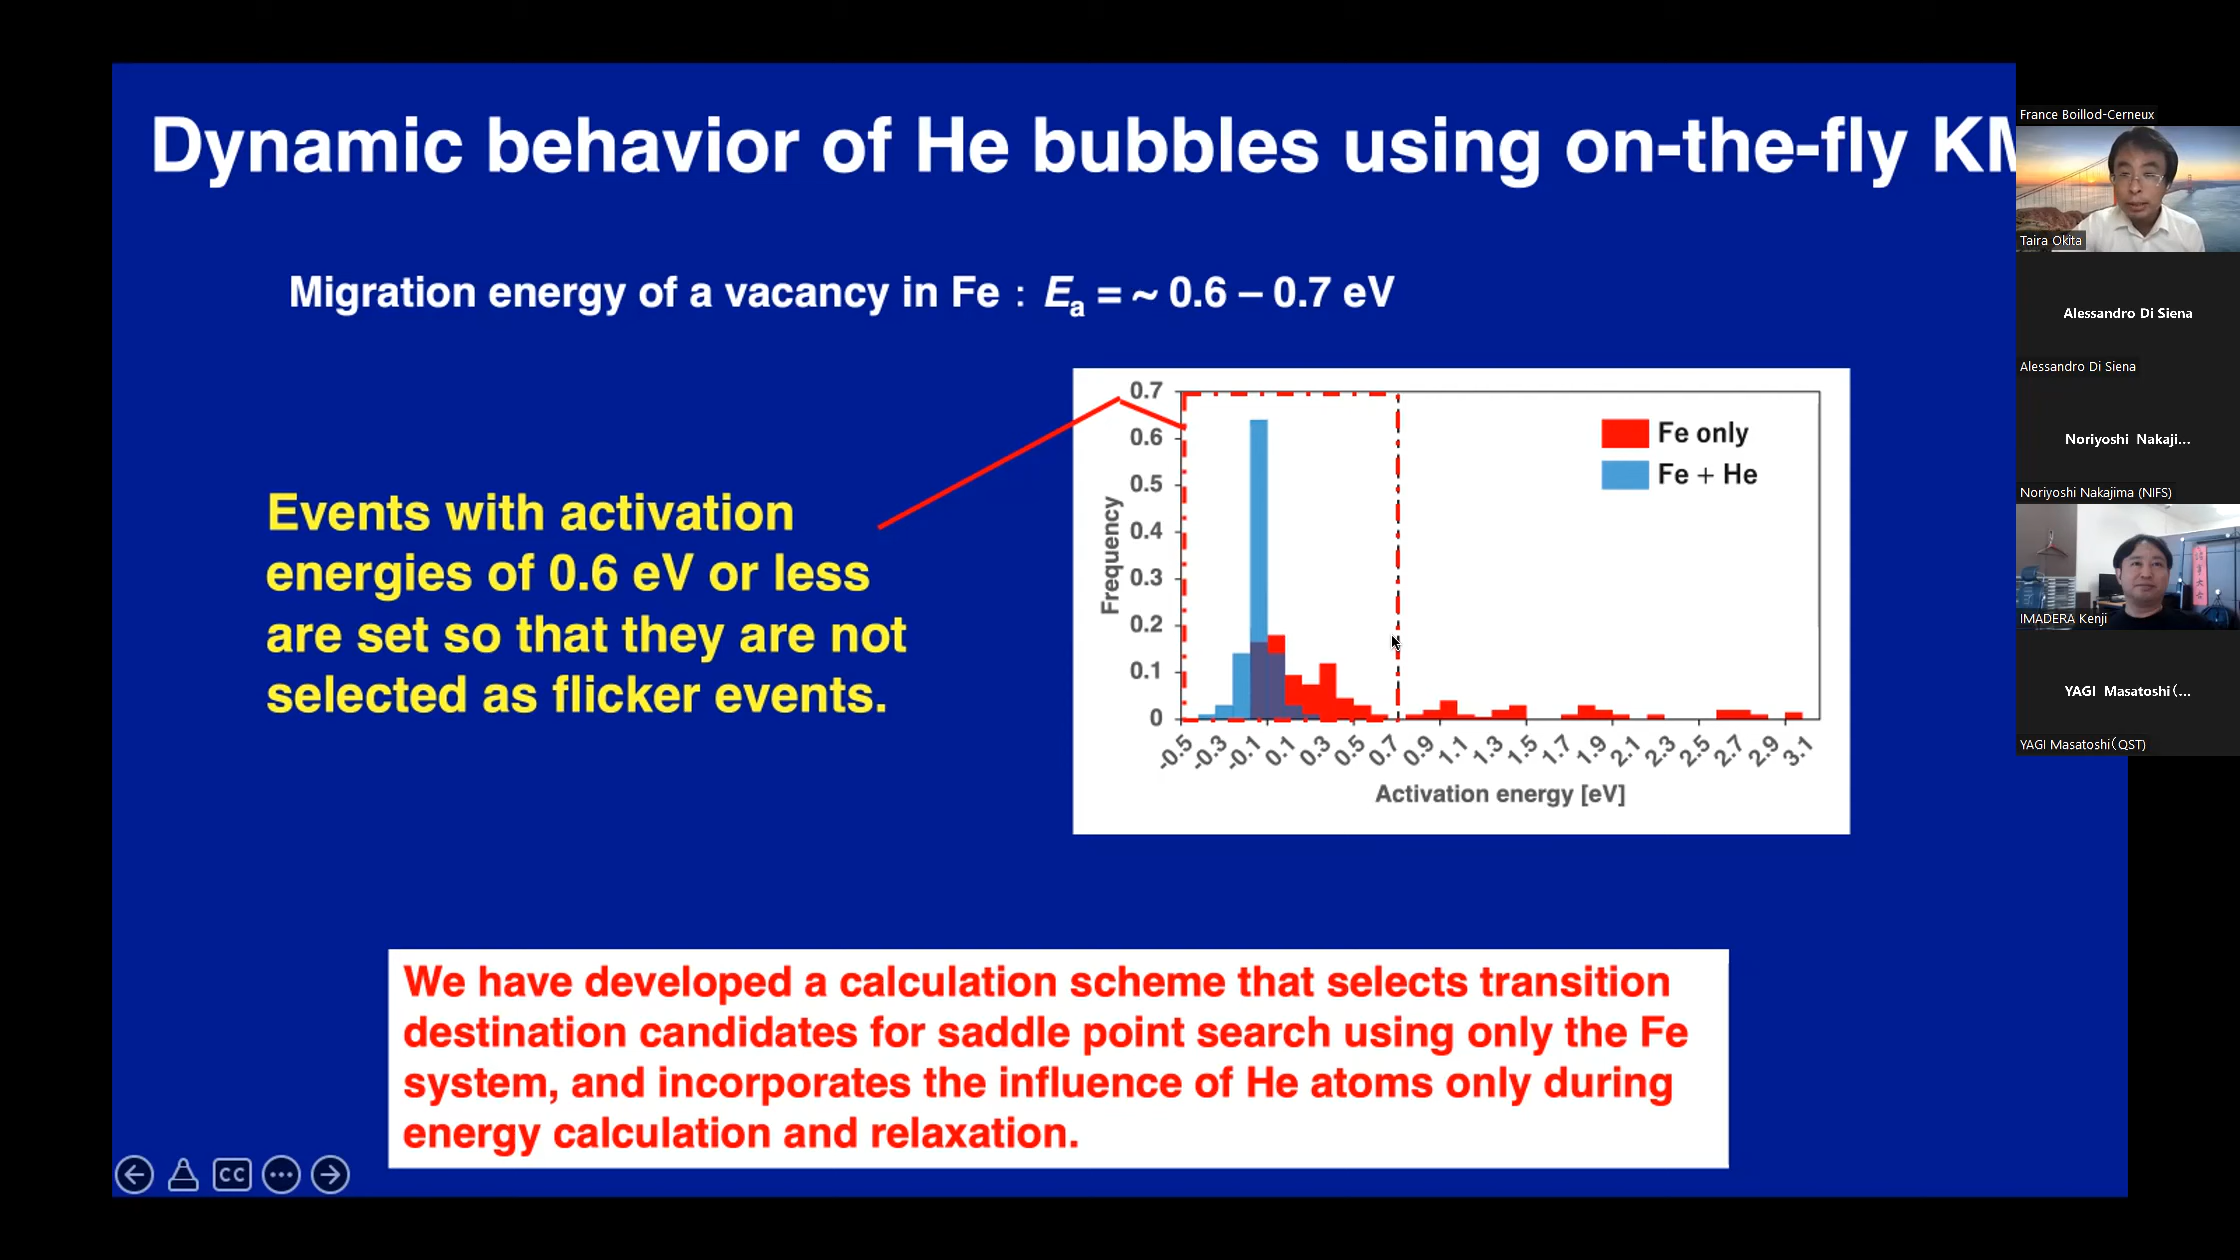 Dynamic behavior of He bubbles using on-the-fly
Migration energy of a vacancy in Fe : Ea = ~ 0.6 – 0.7 eV
Events with activation
energies of 0.6 eV or less
are set so that they are not
selected as flicker events.
0.7
0.6
0.5
0.4
0.3
0.2
0.1
0
Frequency
Fe only
Fe + He
-0.5 -0.3 -0.1 0.1 0.3 0.5 0.7 0.9 1.1 1.3 1.5 1.7 1.9 2.1 2.3 2.5 2.7 2.9 3.1
Activation energy [eV]
We have developed a calculation scheme that selects transition
destination candidates for saddle point search using only the Fe
system, and incorporates the influence of He atoms only during
energy calculation and relaxation.
CC
France Boillod-Cerneux
Taira Okita
Alessandro Di Siena
Alessandro Di Siena
Noriyoshi Nakaji...
Noriyoshi Nakajima (NIFS)
IMADERA Kenji
YAGI Masatoshi（...
YAGI Masatoshi（QST)